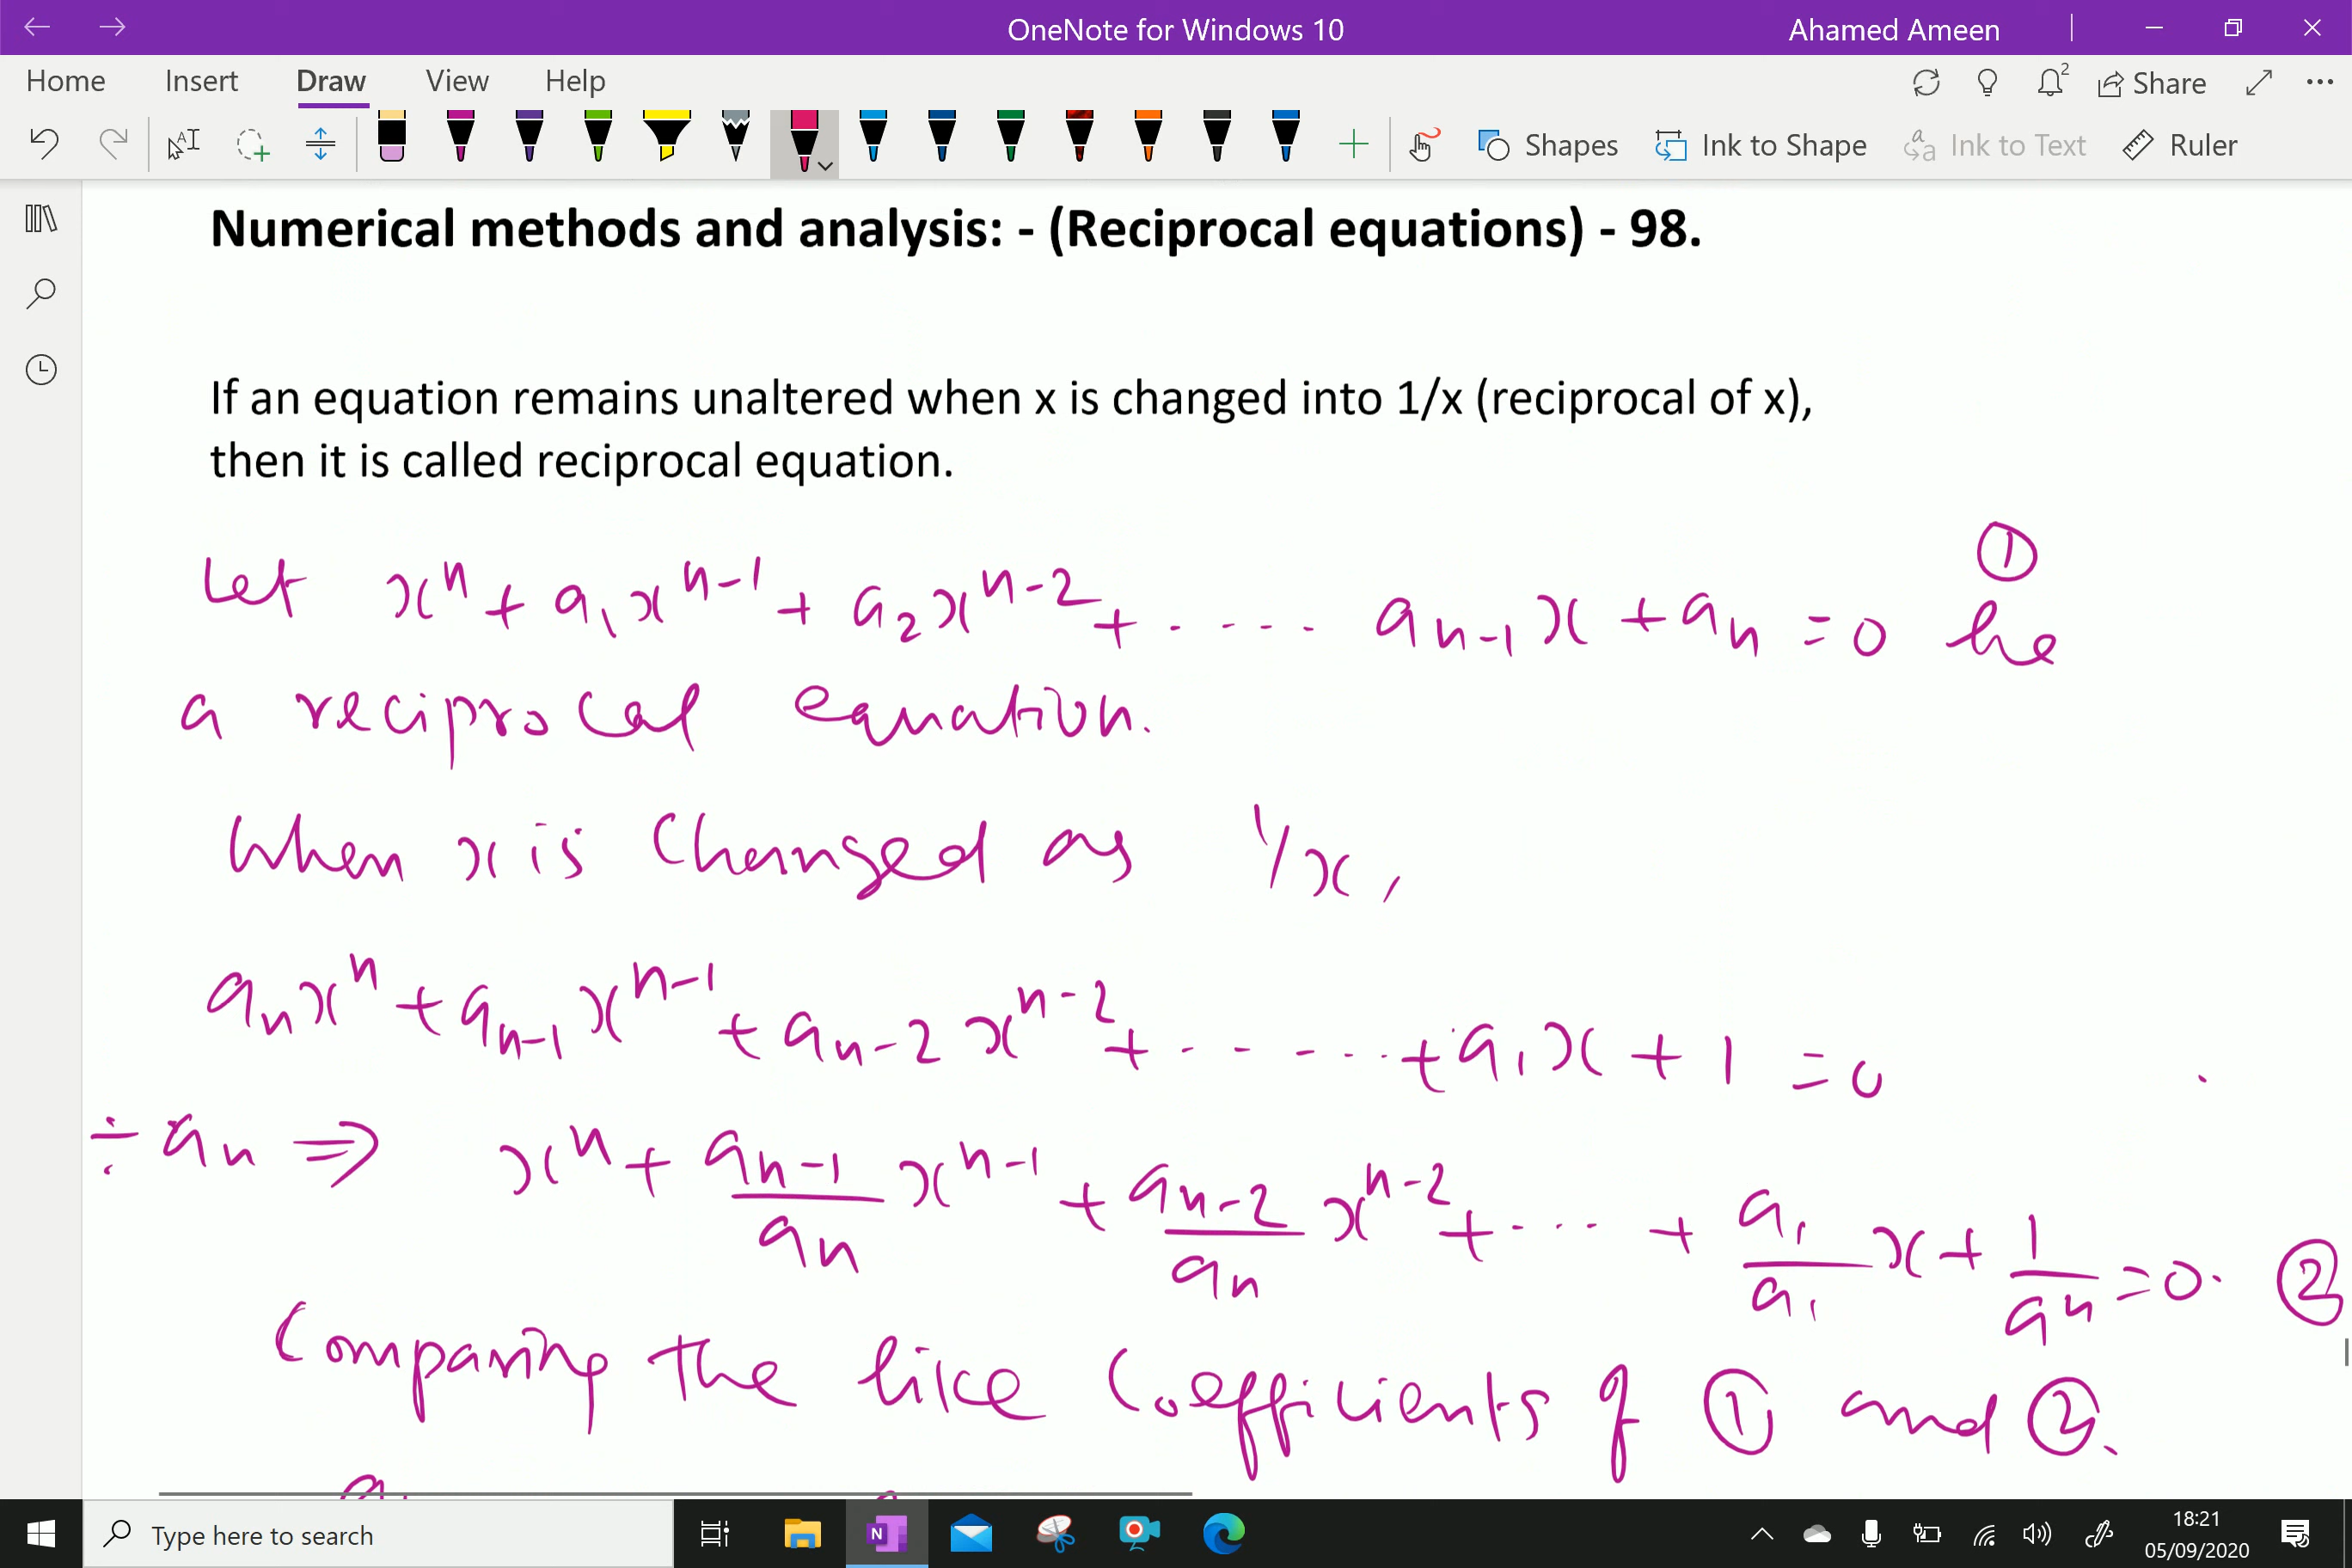 OneNote for Windows 10
Ahamed Ameen
Home Insert Draw View Help
2 Share
Shapes Ink to Shape Ink to Text Ruler
Numerical methods and analysis: - (Reciprocal equations) - 98.
If an equation remains unaltered when x is changed into 1/x (reciprocal of x),
then it is called reciprocal equation.
①
Let xⁿ + a₁xⁿ⁻¹ + a₂xⁿ⁻² + ..... aₙ₋₁x + aₙ = 0 be
a reciprocal equation.
When x is changed as 1/x,
aₙxⁿ + aₙ₋₁xⁿ⁻¹ + aₙ₋₂xⁿ⁻² + ...... + a₁x + 1 = 0
÷ aₙ ⇒ xⁿ + aₙ₋₁/aₙ xⁿ⁻¹ + aₙ₋₂/aₙ xⁿ⁻² + .... + a₁/a₁ x + 1/aₙ = 0. ②
Comparing the like coefficients of ① and ②.
Type here to search
18:21
05/09/2020